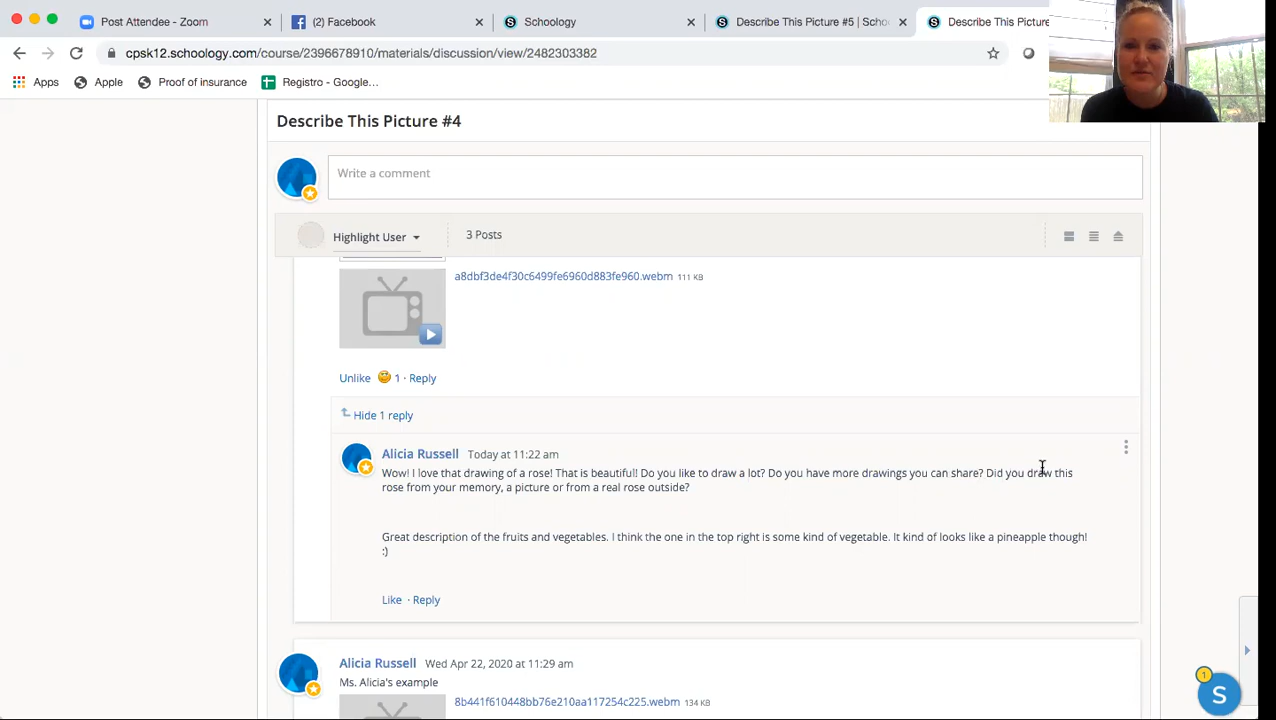 Post Attendee - Zoom
(2) Facebook
Schoology
Describe This Picture #5 | Scho
Describe This Picture
cpsk12.schoology.com/course/2396678910/materials/discussion/view/2482313382
Apps
Apple
Proof of insurance
Registro - Google...
Describe This Picture #4
Write a comment
Highlight User
3 Posts
a8dbf3de4f30c6499fe6960d883fe960.webm 111 KB
Unlike 1 · Reply
Hide 1 reply
Alicia Russell Today at 11:22 am
Wow! I love that drawing of a rose! That is beautiful! Do you like to draw a lot? Do you have more drawings you can share? Did you draw this
rose from your memory, a picture or from a real rose outside?
Great description of the fruits and vegetables. I think the one in the top right is some kind of vegetable. It kind of looks like a pineapple though!
:)
Like · Reply
Alicia Russell Wed Apr 22, 2020 at 11:29 am
Ms. Alicia's example
8b441f610448bb76e210aa117254c225.webm 134 KB
1
S